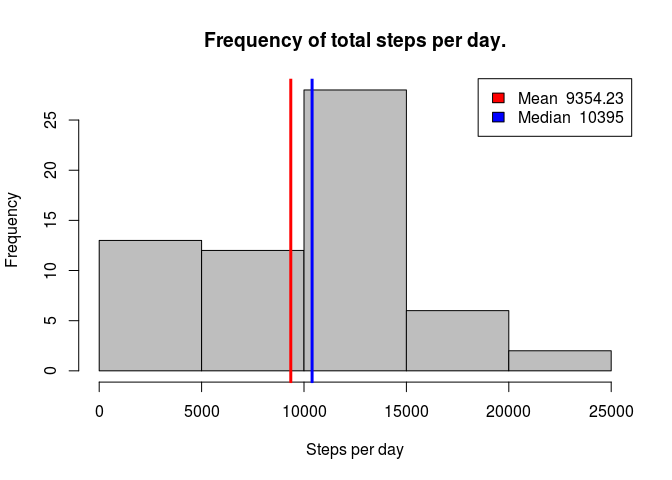 Frequency of total steps per day.
Mean 9354.23
Median 10395
Frequency
25
20
15
10
5
0
0 5000 10000 15000 20000 25000
Steps per day